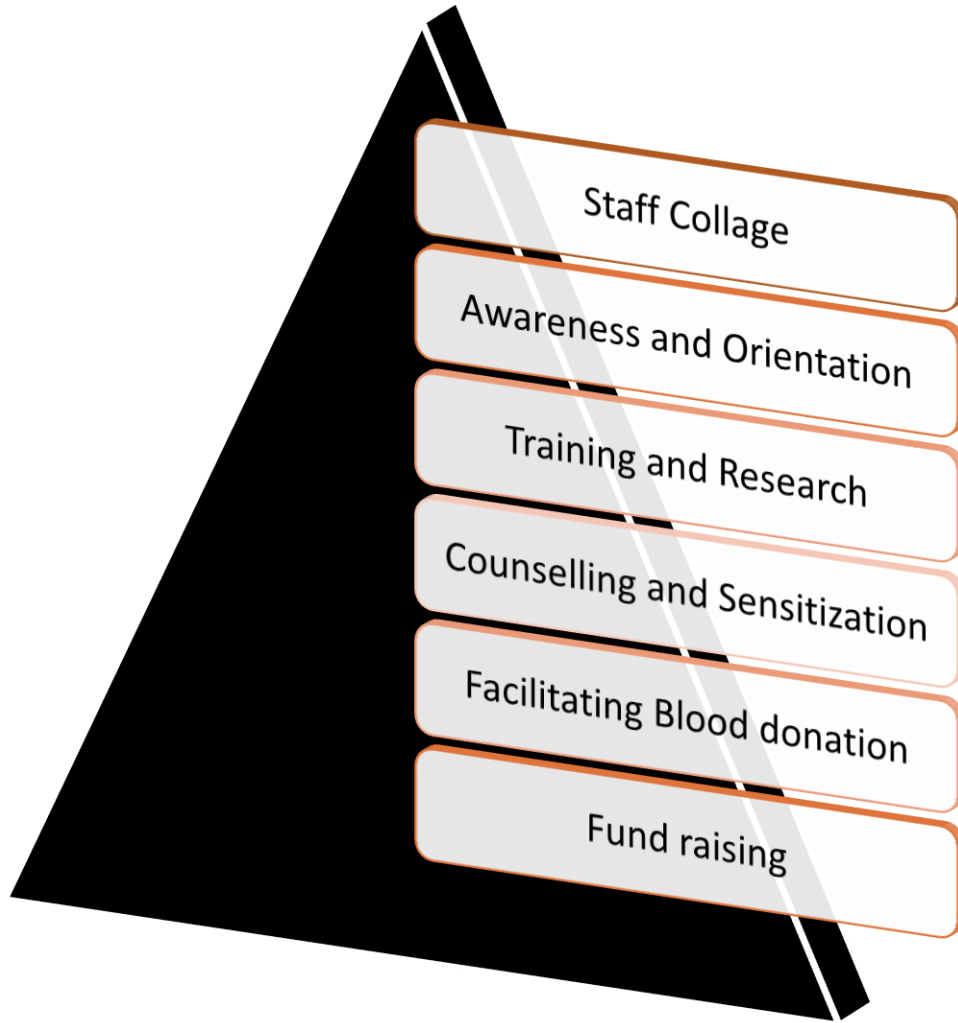 Staff Collage
Awareness and Orientation
Training and Research
Counselling and Sensitization
Facilitating Blood donation
Fund raising